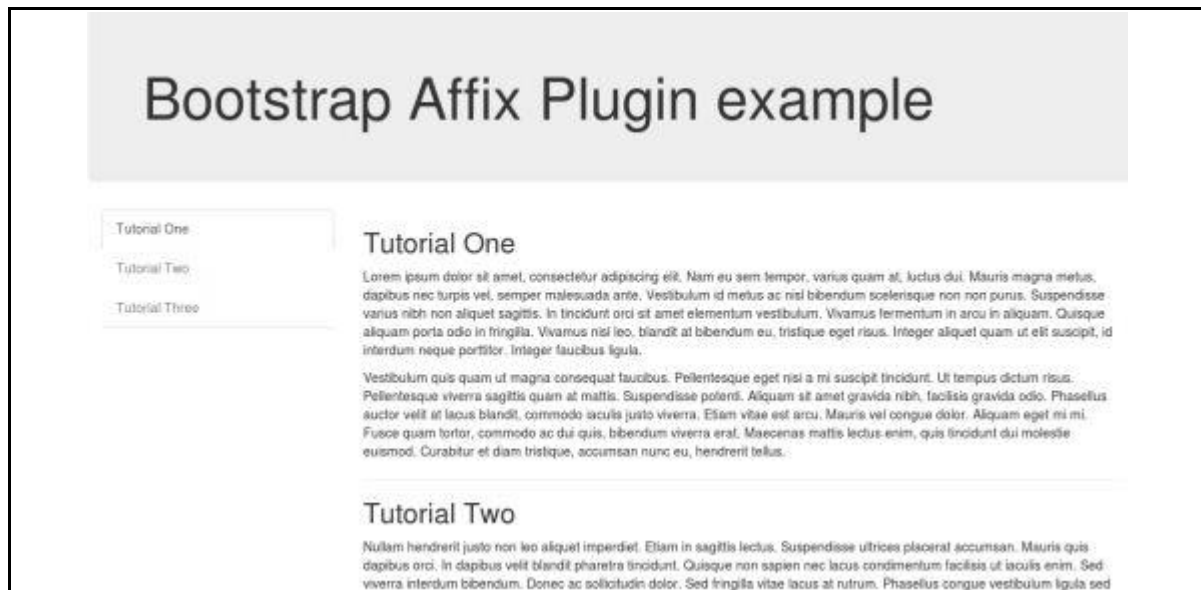 Bootstrap Affix Plugin example
Tutorial One
Tutorial Two
Tutorial Three
Tutorial One
Lorem ipsum dolor sit amet, consectetur adipiscing elit. Nam eu sem tempor, varius quam at, luctus dui. Mauris magna metus,
dapibus nec turpis vel, semper malesuada ante. Vestibulum id metus ac nisl bibendum scelerisque non non purus. Suspendisse
varius nibh non aliquet sagittis. In tincidunt orci sit amet elementum vestibulum. Vivamus fermentum in arcu in aliquam. Quisque
aliquam porta odio in fringilla. Vivamus nisl leo, blandit at bibendum eu, tristique eget risus. Integer aliquet quam ut elit suscipit, id
interdum neque porttitor. Integer faucibus ligula.
Vestibulum quis quam ut magna consequat faucibus. Pellentesque eget nisi a mi suscipit tincidunt. Ut tempus dictum risus.
Pellentesque viverra sagittis quam at mattis. Suspendisse potenti. Aliquam sit amet gravida nibh, facilisis gravida odio. Phasellus
auctor velit at lacus blandit, commodo iaculis justo viverra. Etiam vitae est arcu. Mauris vel congue dolor. Aliquam eget mi mi.
Fusce quam tortor, commodo ac dui quis, bibendum viverra erat. Maecenas mattis lectus enim, quis tincidunt dui molestie
euismod. Curabitur et diam tristique, accumsan nunc eu, hendrerit tellus.
Tutorial Two
Nullam hendrerit justo non leo aliquet imperdiet. Etiam in sagittis lectus. Suspendisse ultrices placerat accumsan. Mauris quis
dapibus orci. In dapibus velit blandit pharetra tincidunt. Quisque non sapien nec lacus condimentum facilisis ut iaculis enim. Sed
viverra interdum bibendum. Donec ac sollicitudin dolor. Sed fringilla vitae lacus at rutrum. Phasellus congue vestibulum ligula sed